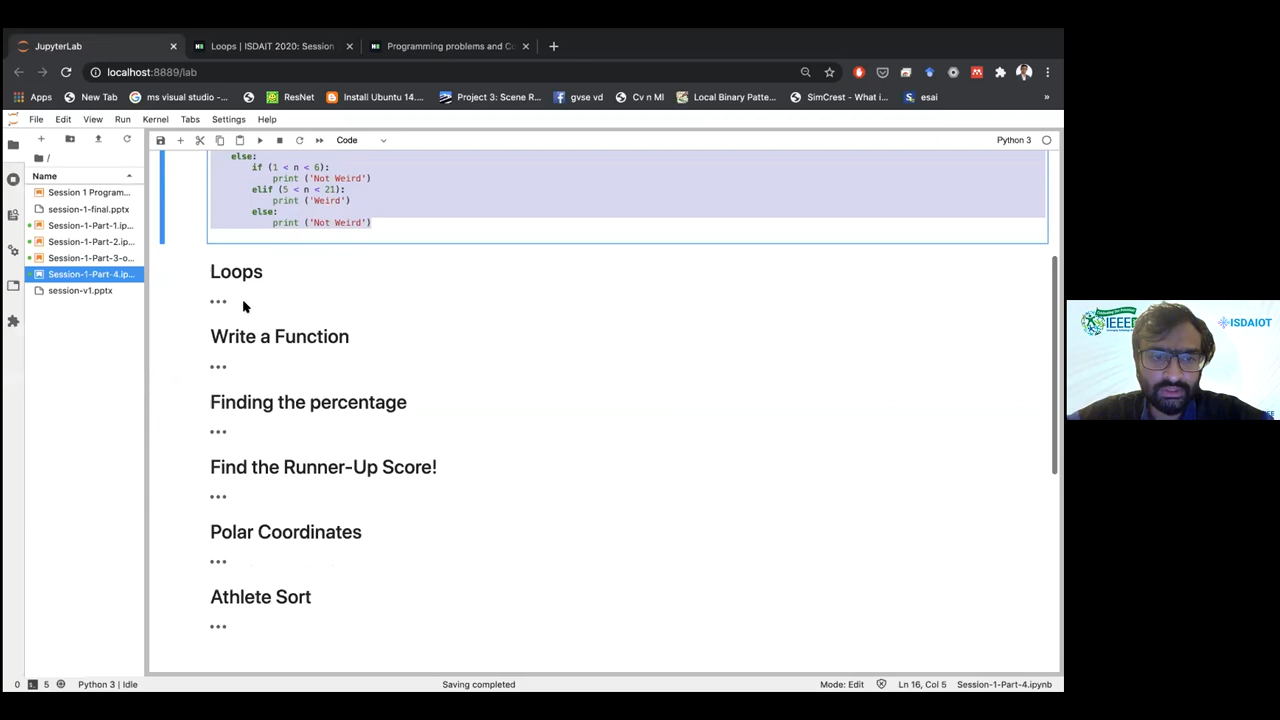 JupyterLab
Loops | ISDAIT 2020: Session
Programming problems and Co
localhost:8889/lab
Apps
New Tab
ms visual studio -...
ResNet
Install Ubuntu 14....
Project 3: Scene R...
gvse vd
Cv n Ml
Local Binary Patte...
SimCrest - What i...
esai
»
File Edit View Run Kernel Tabs Settings Help
Code
Python 3
/
Name
Session 1 Program...
session-1-final.pptx
Session-1-Part-1.ip...
Session-1-Part-2.ip...
Session-1-Part-3-o...
Session-1-Part-4.ip...
session-v1.pptx
else:
if (1 < n < 6):
print ('Not Weird')
elif (5 < n < 21):
print ('Weird')
else:
print ('Not Weird')
Loops
•••
Write a Function
•••
Finding the percentage
•••
Find the Runner-Up Score!
•••
Polar Coordinates
•••
Athlete Sort
•••
IEEE
ISDAIOT
0
5
Python 3 | Idle
Saving completed
Mode: Edit
Ln 16, Col 5
Session-1-Part-4.ipynb